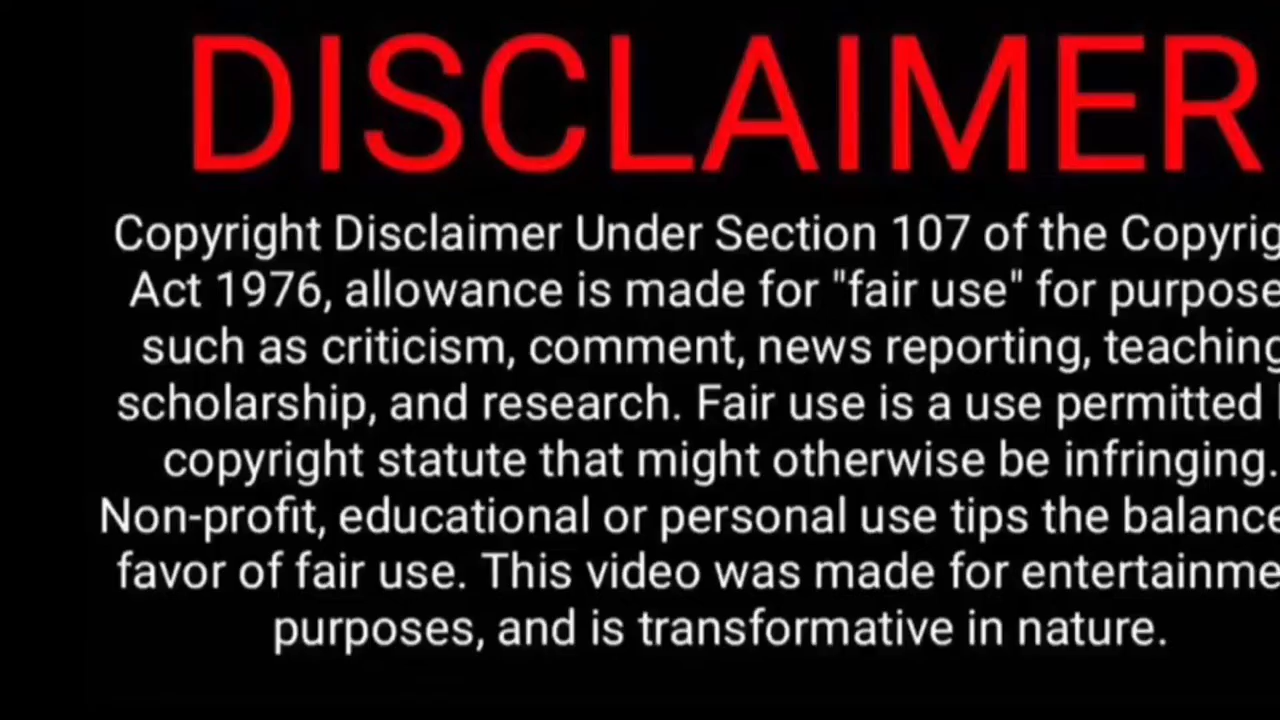 DISCLAIMER
Copyright Disclaimer Under Section 107 of the Copyrig
Act 1976, allowance is made for "fair use" for purpose
such as criticism, comment, news reporting, teaching
scholarship, and research. Fair use is a use permitted
copyright statute that might otherwise be infringing.
Non-profit, educational or personal use tips the balance
favor of fair use. This video was made for entertainme
purposes, and is transformative in nature.